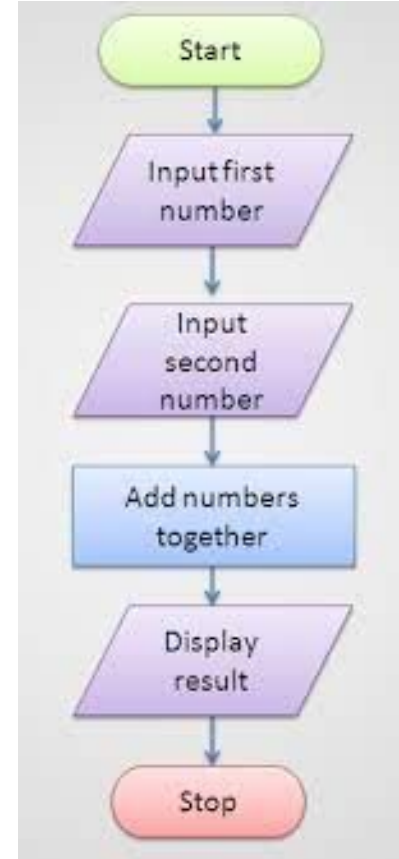 Start
Input first
number
Input
second
number
Add numbers
together
Display
result
Stop